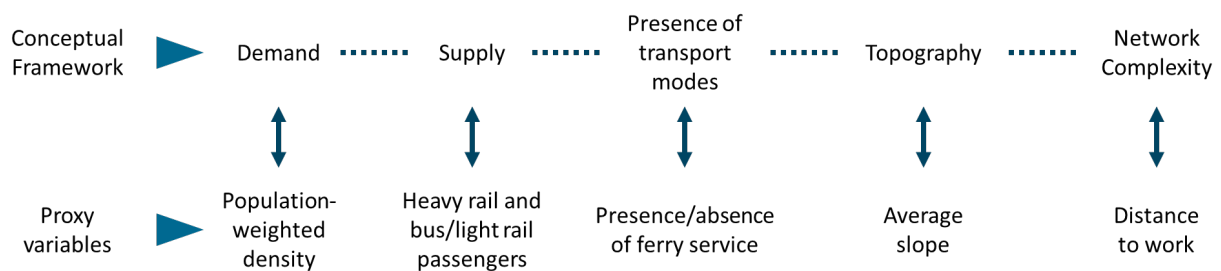 Conceptual
Framework
Demand
Supply
Presence of
transport
modes
Topography
Network
Complexity
Proxy
variables
Population-
weighted
density
Heavy rail and
bus/light rail
passengers
Presence/absence
of ferry service
Average
slope
Distance
to work